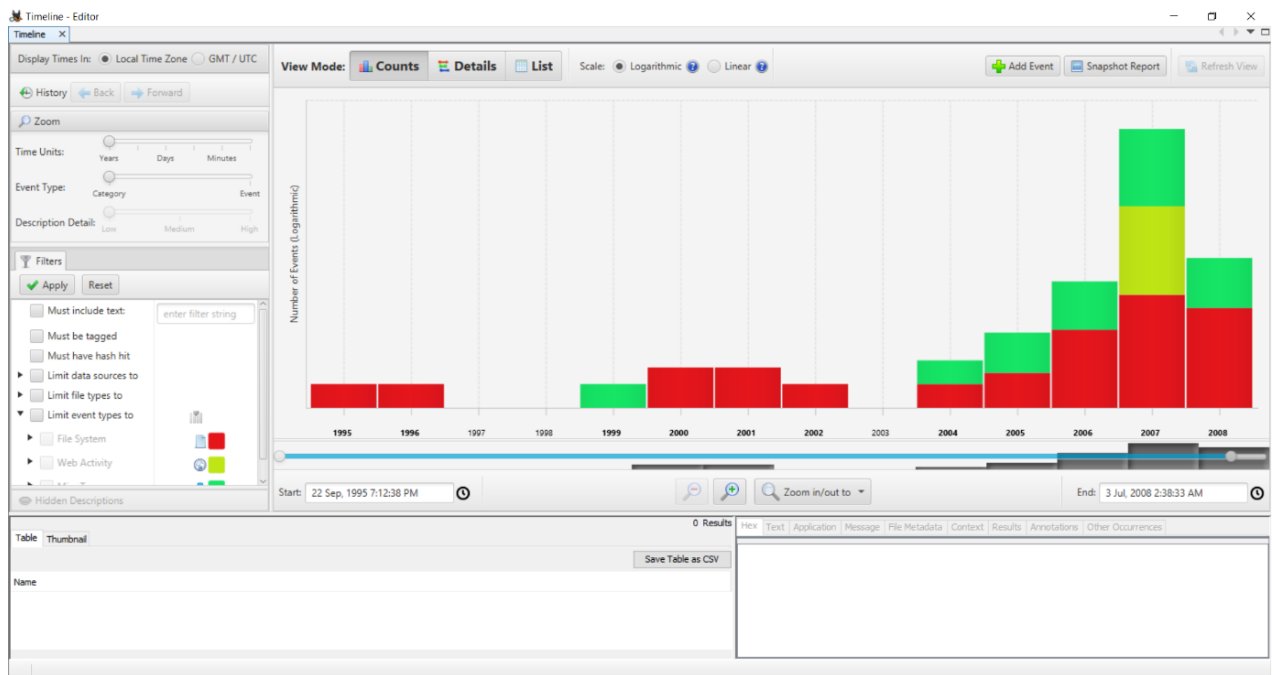 Timeline - Editor
Timeline X
Display Times In: Local Time Zone GMT / UTC
History Back Forward
Zoom
Time Units:
Years Days Minutes
Event Type:
Category Event
Description Detail:
Low Medium High
Filters
Apply Reset
Must include text: enter filter string
Must be tagged
Must have hash hit
Limit data sources to
Limit file types to
Limit event types to
File System
Web Activity
Hidden Descriptions
View Mode: Counts Details List Scale: Logarithmic Linear
Add Event Snapshot Report Refresh View
Number of Events (Logarithmic)
1995 1996 1997 1998 1999 2000 2001 2002 2003 2004 2005 2006 2007 2008
Start: 22 Sep, 1995 7:12:38 PM Zoom in/out to End: 3 Jul, 2008 2:38:33 AM
0 Results
Table Thumbnail
Save Table as CSV
Name
Hex Text Application Message File Metadata Context Results Annotations Other Occurrences